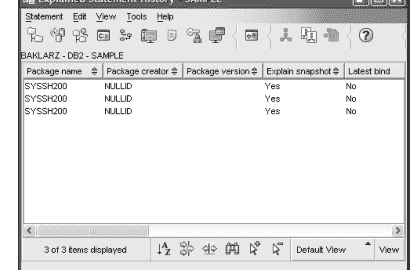 Explained Statement History - SAMPLE
Statement Edit View Tools Help
BAKLARZ - DB2 - SAMPLE
Package name Package creator Package version Explain snapshot Latest bind
SYSSH200 NULLID Yes No
SYSSH200 NULLID Yes No
SYSSH200 NULLID Yes No
3 of 3 items displayed Default View View